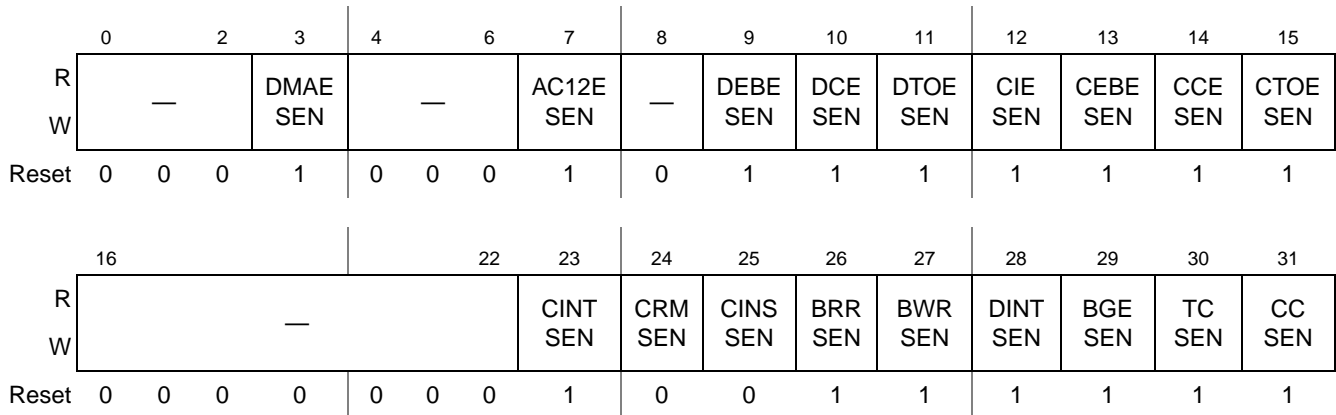 0 2 3 4 6 7 8 9 10 11 12 13 14 15
R — DMAE — AC12E — DEBE DCE DTOE CIE CEBE CCE CTOE
W SEN SEN SEN SEN SEN SEN SEN SEN SEN
Reset 0 0 0 1 0 0 0 1 0 1 1 1 1 1 1 1
16 22 23 24 25 26 27 28 29 30 31
R — CINT CRM CINS BRR BWR DINT BGE TC CC
W SEN SEN SEN SEN SEN SEN SEN SEN SEN
Reset 0 0 0 0 0 0 0 1 0 0 1 1 1 1 1 1